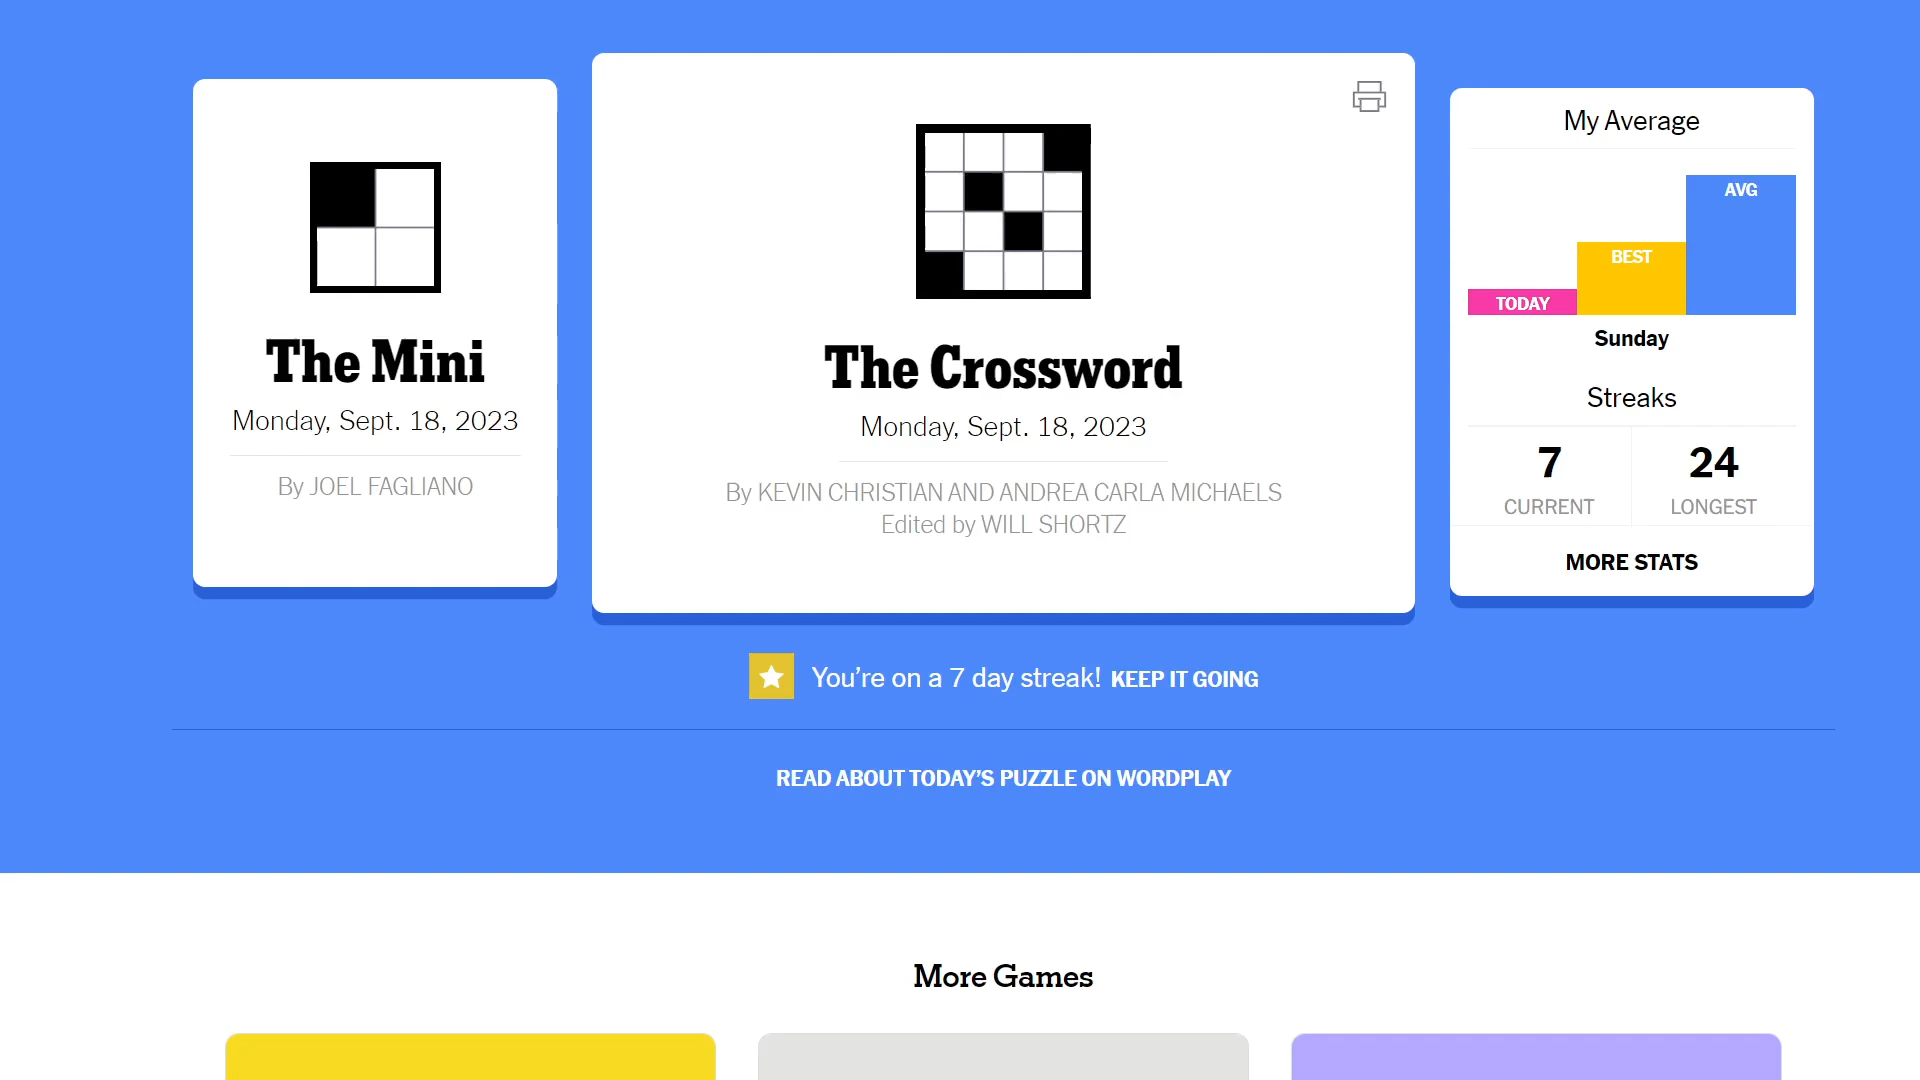 The Mini
Monday, Sept. 18, 2023
By JOEL FAGLIANO
The Crossword
Monday, Sept. 18, 2023
By KEVIN CHRISTIAN AND ANDREA CARLA MICHAELS
Edited by WILL SHORTZ
My Average
TODAY
BEST
AVG
Sunday
Streaks
7
CURRENT
24
LONGEST
MORE STATS
You’re on a 7 day streak! KEEP IT GOING
READ ABOUT TODAY’S PUZZLE ON WORDPLAY
More Games